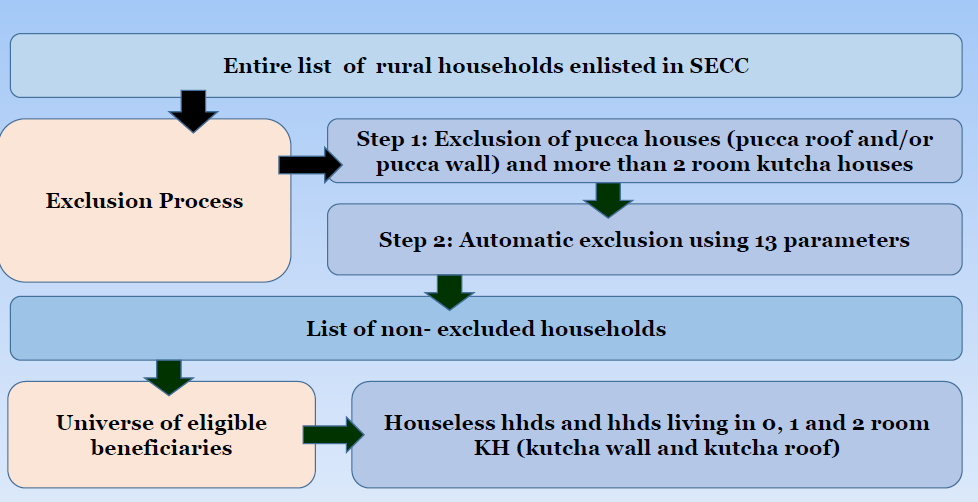 Entire list of rural households enlisted in SECC
Step 1: Exclusion of pucca houses (pucca roof and/or
pucca wall) and more than 2 room kutcha houses
Exclusion Process
Step 2: Automatic exclusion using 13 parameters
List of non- excluded households
Universe of eligible
beneficiaries
Houseless hhds and hhds living in 0, 1 and 2 room
KH (kutcha wall and kutcha roof)